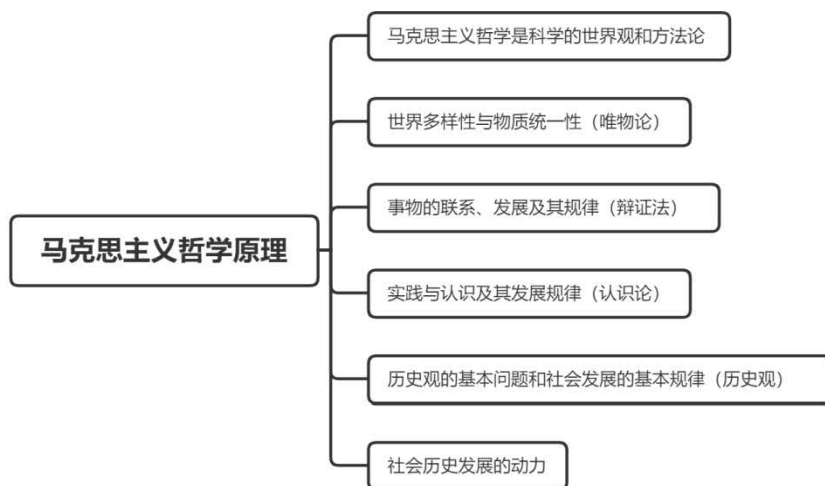 马克思主义哲学是科学的世界观和方法论
世界多样性与物质统一性（唯物论）
事物的联系、发展及其规律（辩证法）
马克思主义哲学原理
实践与认识及其发展规律（认识论）
历史观的基本问题和社会发展的基本规律（历史观）
社会历史发展的动力